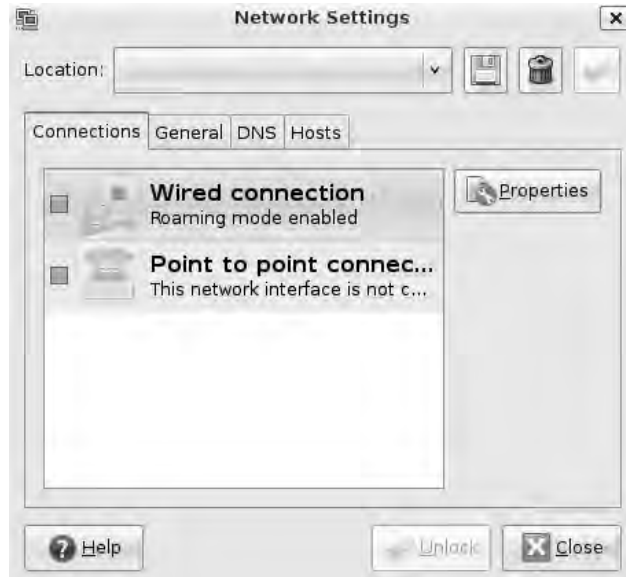 Network Settings
Location:
Connections General DNS Hosts
Wired connection
Roaming mode enabled
Properties
Point to point connec...
This network interface is not c...
Help Unlock Close